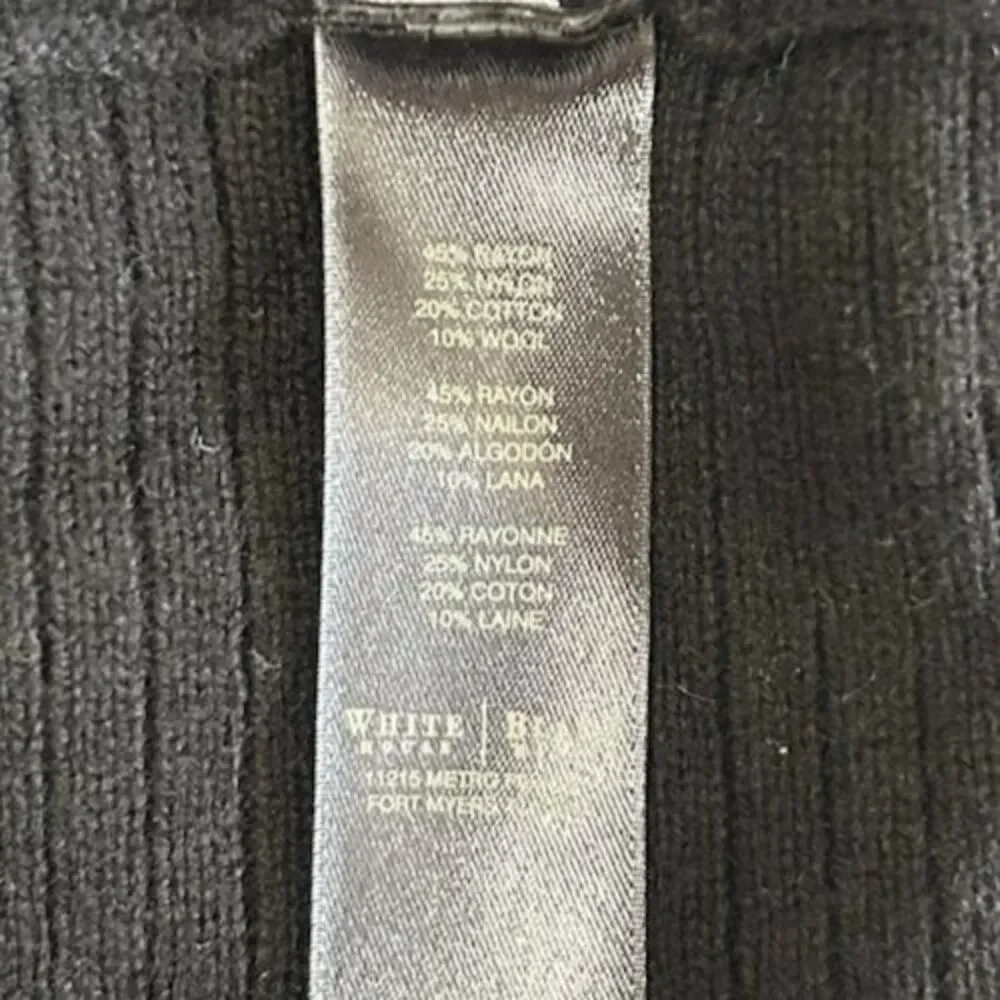 45% RAYON
25% NYLON
20% COTTON
10% WOOL
45% RAYON
25% NAILON
20% ALGODON
10% LANA
45% RAYONNE
25% NYLON
20% COTON
10% LAINE
WHITE
HOUSE
11215 METRO
FORT MYERS